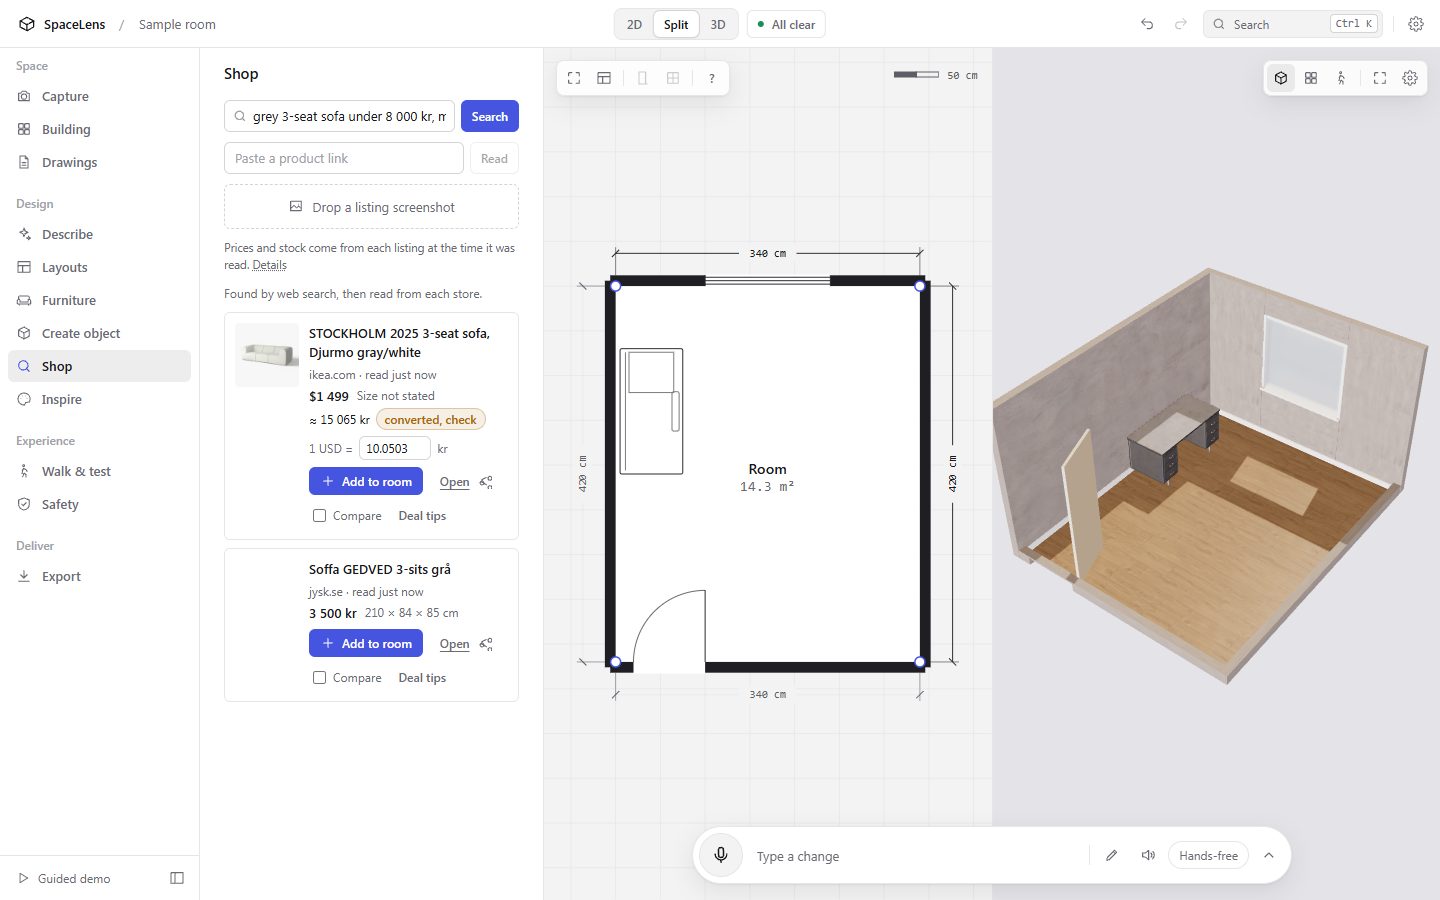 SpaceLens / Sample room
2D Split 3D All clear
Search Ctrl K
Space
Capture
Building
Drawings
Design
Describe
Layouts
Furniture
Create object
Shop
Inspire
Experience
Walk & test
Safety
Deliver
Export
Guided demo
Shop
grey 3-seat sofa under 8 000 kr, m
Search
Paste a product link
Read
Drop a listing screenshot
Prices and stock come from each listing at the time it was
read. Details
Found by web search, then read from each store.
STOCKHOLM 2025 3-seat sofa,
Djurmo gray/white
ikea.com · read just now
$1 499 Size not stated
≈ 15 065 kr converted, check
1 USD = 10.0503 kr
Add to room Open
Compare Deal tips
Soffa GEDVED 3-sits grå
jysk.se · read just now
3 500 kr 210 × 84 × 85 cm
Add to room Open
Compare Deal tips
?
50 cm
340 cm
420 cm
420 cm
Room
14.3 m²
340 cm
Type a change
Hands-free